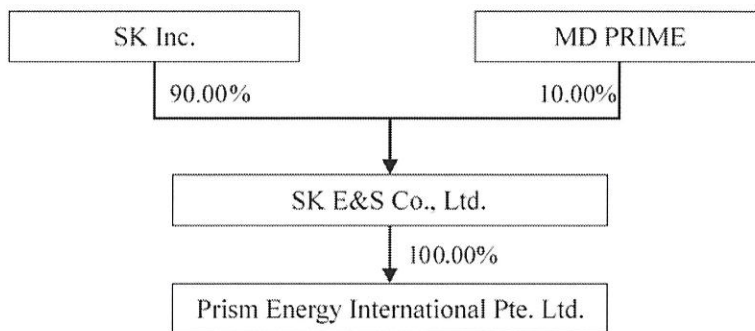 SK Inc.
MD PRIME
90.00%
10.00%
SK E&S Co., Ltd.
100.00%
Prism Energy International Pte. Ltd.